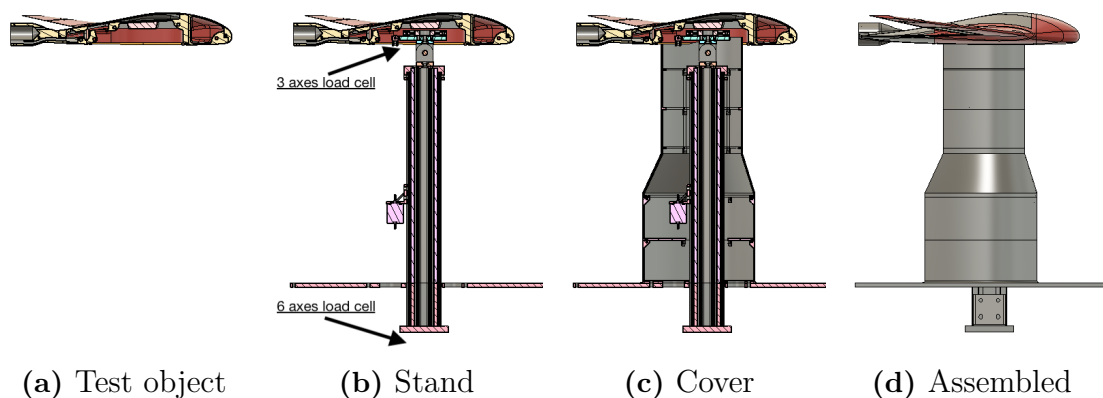 3 axes load cell
6 axes load cell
(a) Test object (b) Stand (c) Cover (d) Assembled